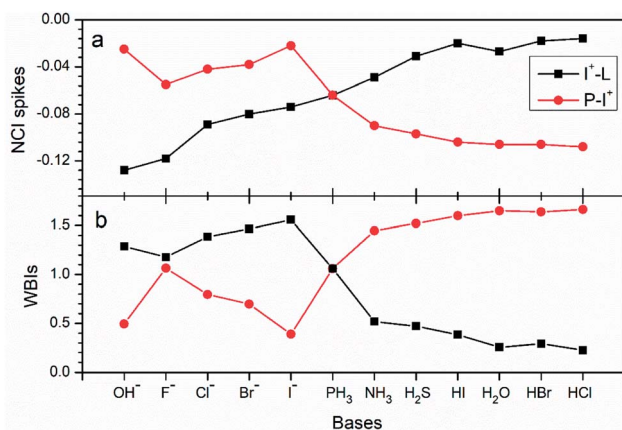 a
NCI spikes
0.00
-0.04
-0.08
-0.12
I⁺-L
P-I⁺
b
WBIs
1.5
1.0
0.5
0.0
OH⁻ F⁻ Cl⁻ Br⁻ I⁻ PH₃ NH₃ H₂S HI H₂O HBr HCl
Bases